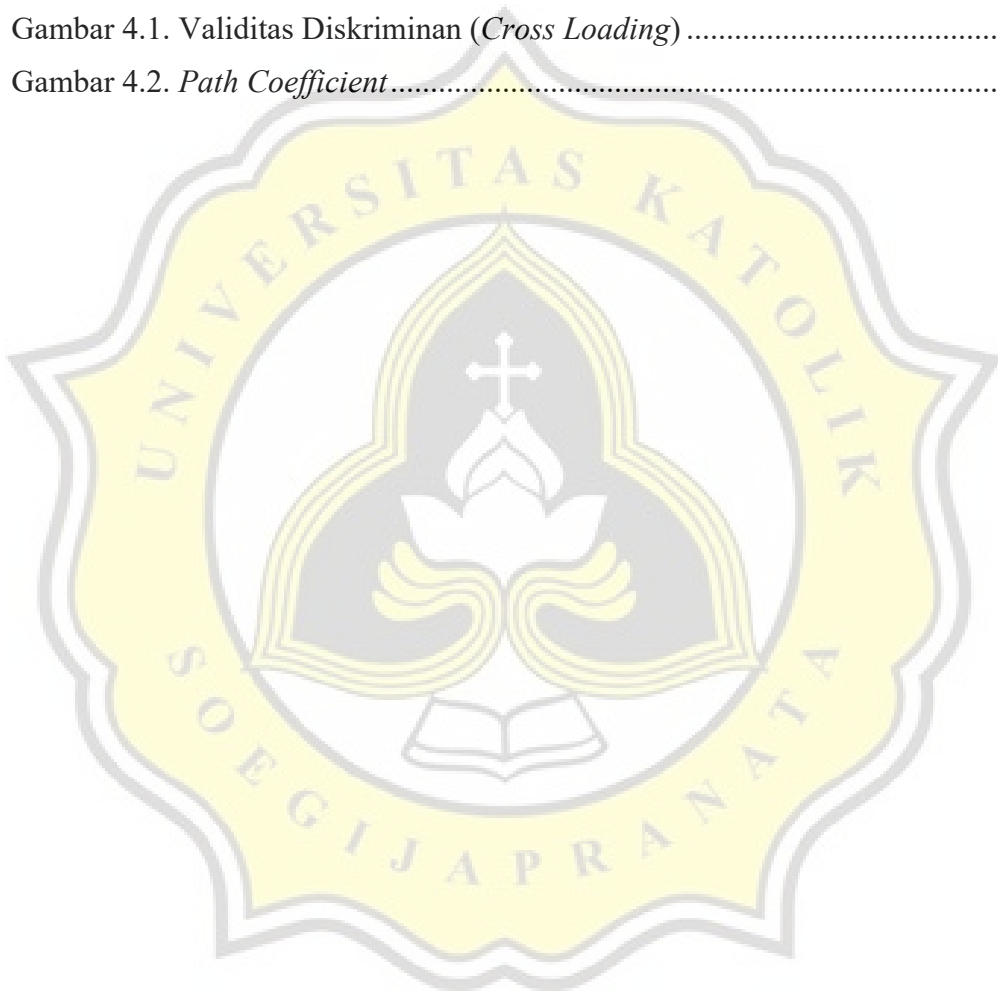 Gambar 4.1. Validitas Diskriminan (Cross Loading) ......................................
Gambar 4.2. Path Coefficient.............................................................................
UNIVERSITAS KATOLIK
SOEGIJAPRANATA